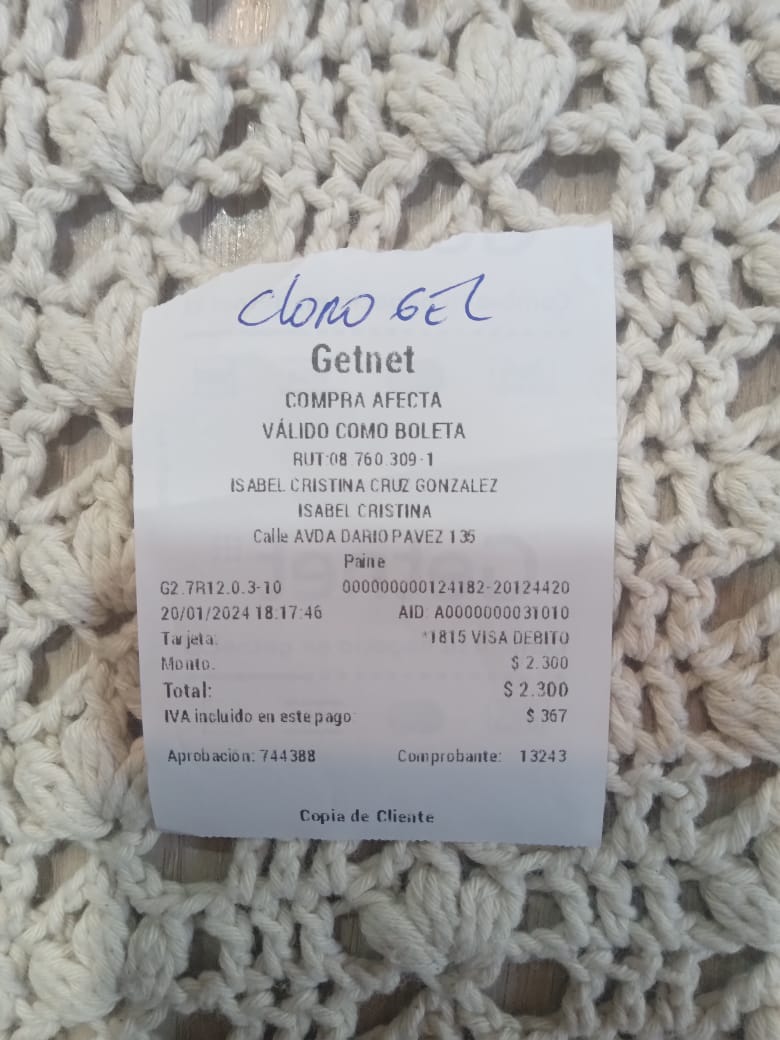 Cloro GEL
Getnet
COMPRA AFECTA
VÁLIDO COMO BOLETA
RUT:08.760.309-1
ISABEL CRISTINA CRUZ GONZALEZ
ISABEL CRISTINA
Calle AVDA DARIO PAVEZ 135
Paine
G2.7R12.0.3-10 000000000124182-20124420
20/01/2024 18:17:46 AID: A0000000031010
Tarjeta: *1815 VISA DEBITO
Monto: $ 2.300
Total: $ 2.300
IVA incluido en este pago: $ 367
Aprobación: 744388 Comprobante: 13243
Copia de Cliente